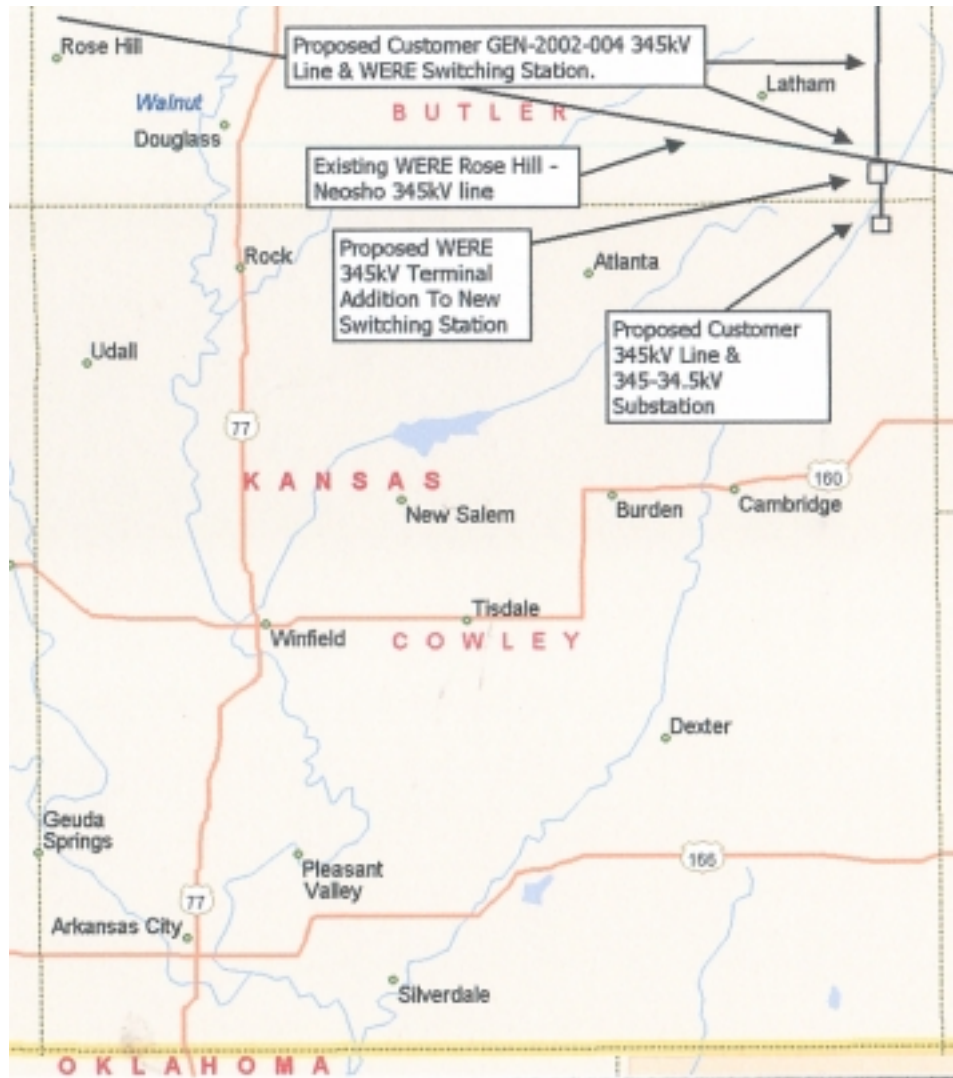 Rose Hill
Proposed Customer GEN-2002-004 345kV
Line & WERE Switching Station.
Latham
Walnut
Douglass
BUTLER
Existing WERE Rose Hill -
Neosho 345kV line
Rock
Proposed WERE
345kV Terminal
Addition To New
Switching Station
Atlanta
Proposed Customer
345kV Line &
345-34.5kV
Substation
Udall
77
KANSAS
New Salem
160
Burden
Cambridge
Tisdale
Winfield
COWLEY
Dexter
Geuda
Springs
166
Pleasant
Valley
77
Arkansas City
Silverdale
OKLAHOMA